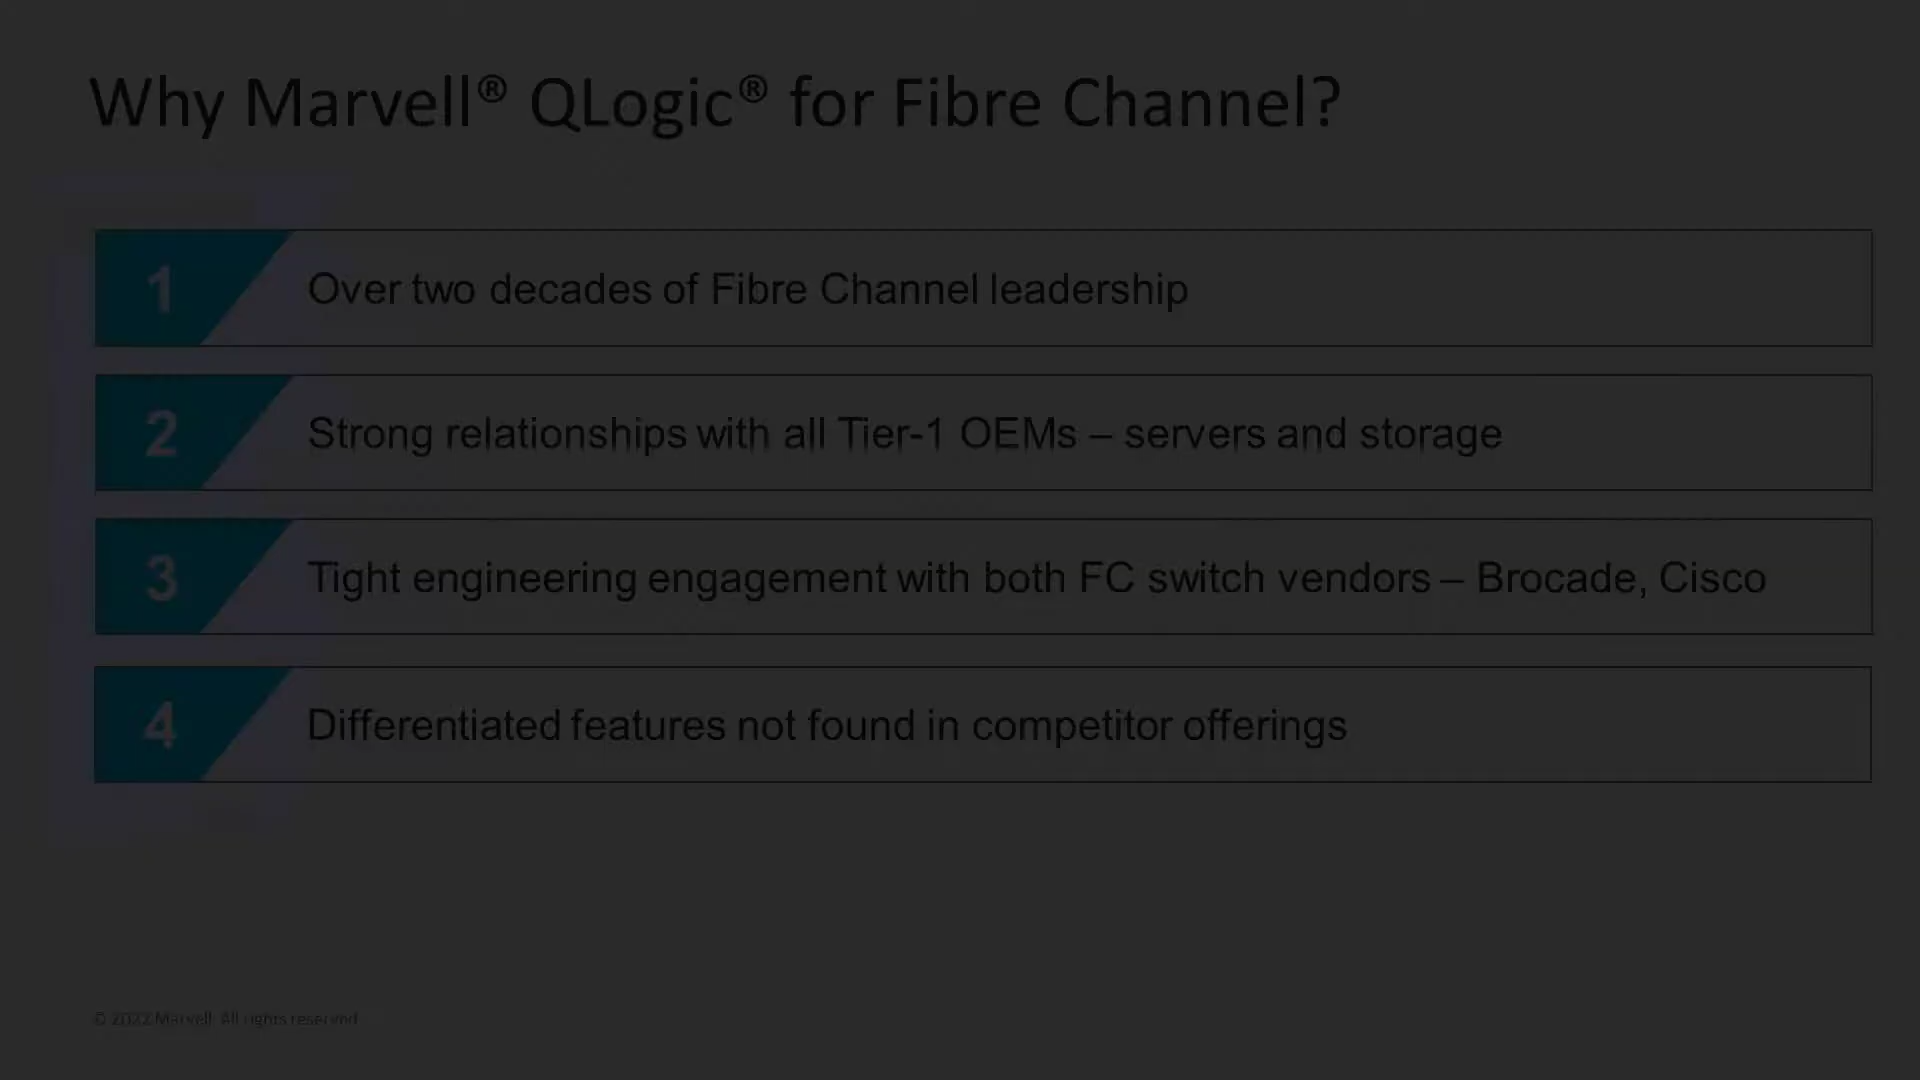 Why Marvell® QLogic® for Fibre Channel?
1
Over two decades of Fibre Channel leadership
2
Strong relationships with all Tier-1 OEMs – servers and storage
3
Tight engineering engagement with both FC switch vendors – Brocade, Cisco
4
Differentiated features not found in competitor offerings
© 2022 Marvell. All rights reserved.